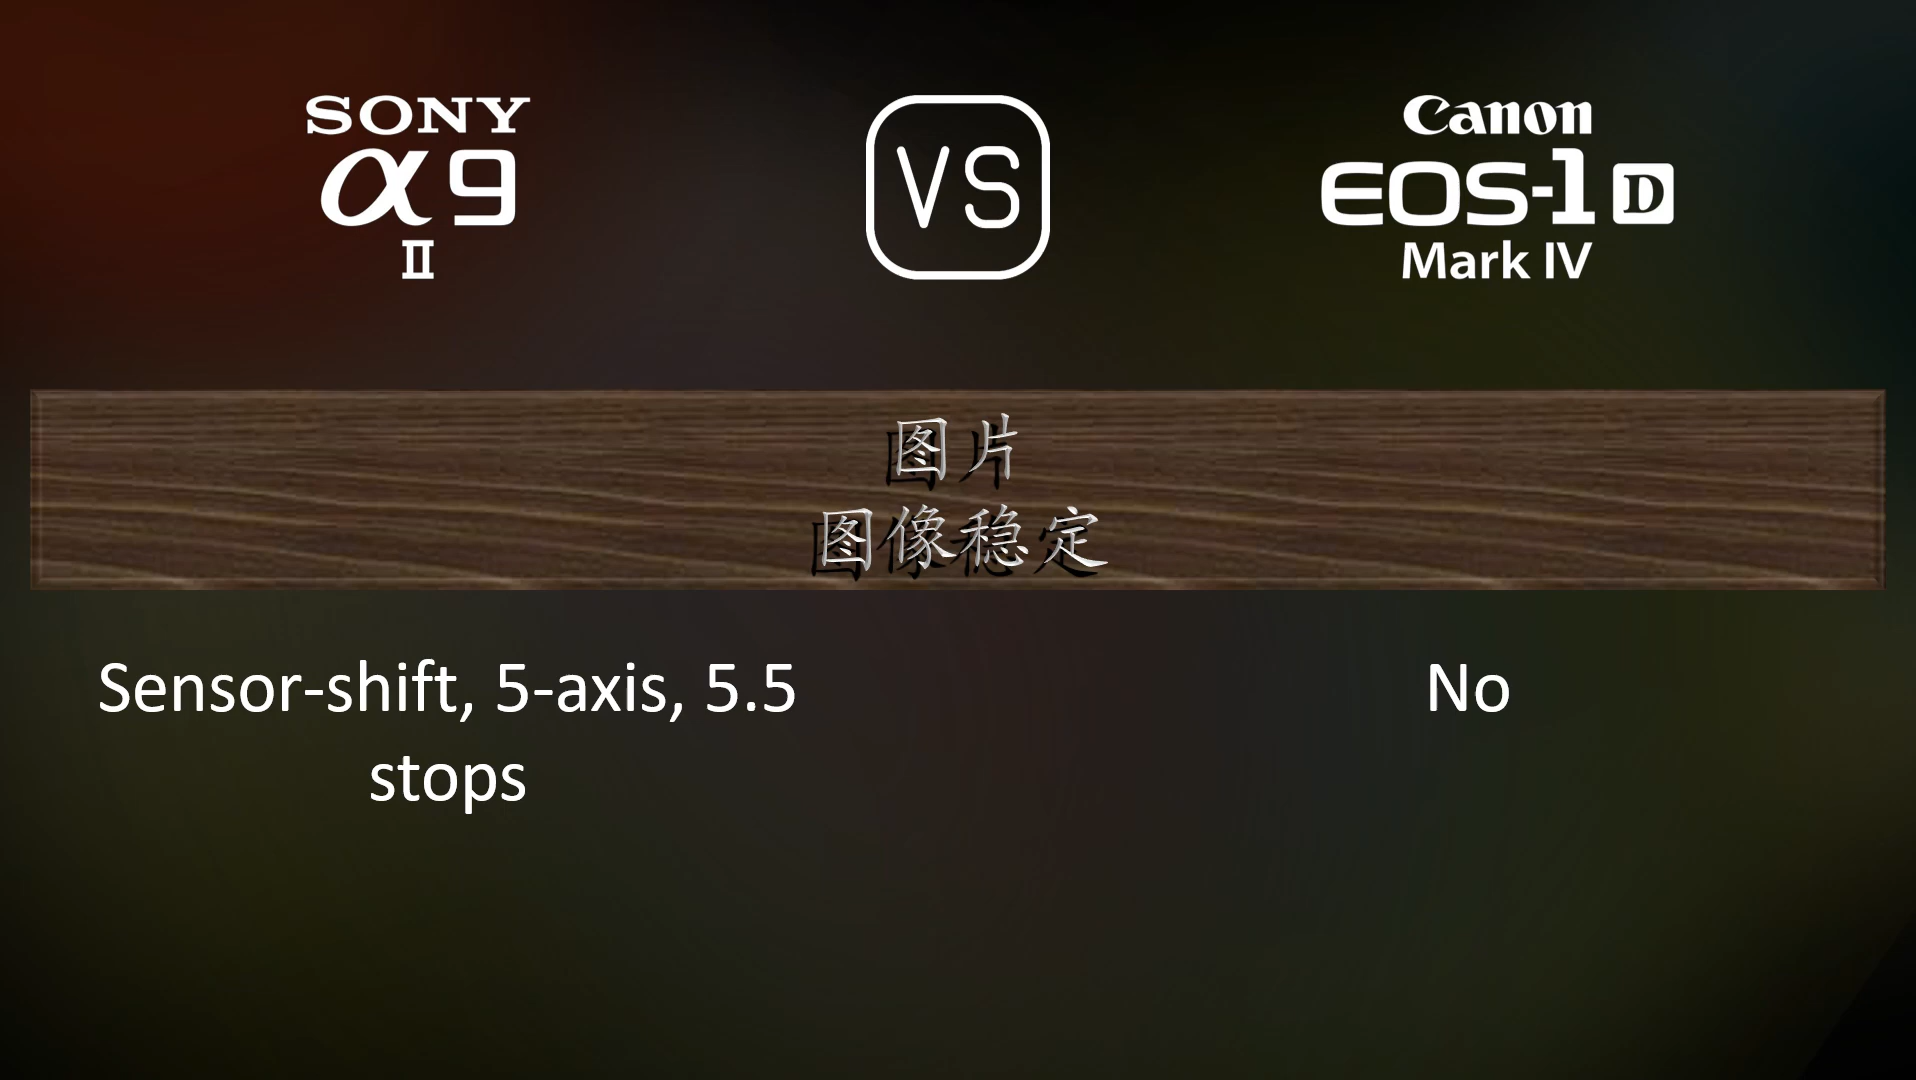 SONY
α9
II
VS
Canon
EOS-1D
Mark IV
图片
图像稳定
Sensor-shift, 5-axis, 5.5
stops
No